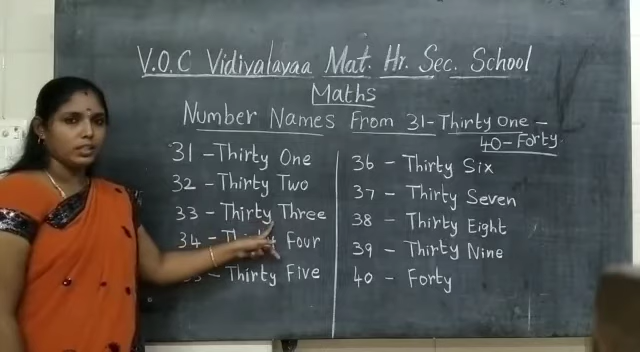 V.O.C Vidiyalayaa Mat. Hr. Sec. School
Maths
Number Names From 31-Thirty One -
40-Forty.
31 - Thirty One
32 - Thirty Two
33 - Thirty Three
34 - Thirty Four
35 - Thirty Five
36 - Thirty Six
37 - Thirty Seven
38 - Thirty Eight
39 - Thirty Nine
40 - Forty